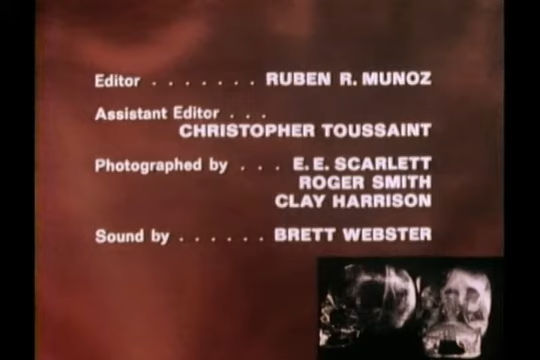 Editor . . . . . . . RUBEN R. MUNOZ
Assistant Editor . . .
CHRISTOPHER TOUSSAINT
Photographed by . . . E. E. SCARLETT
ROGER SMITH
CLAY HARRISON
Sound by . . . . . . BRETT WEBSTER